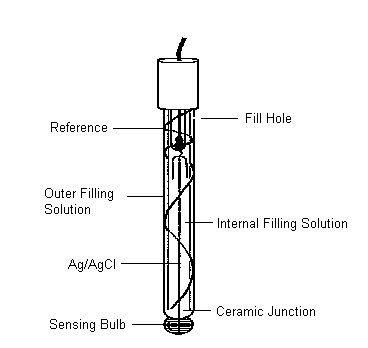 Fill Hole
Reference
Outer Filling
Solution
Internal Filling Solution
Ag/AgCl
Ceramic Junction
Sensing Bulb